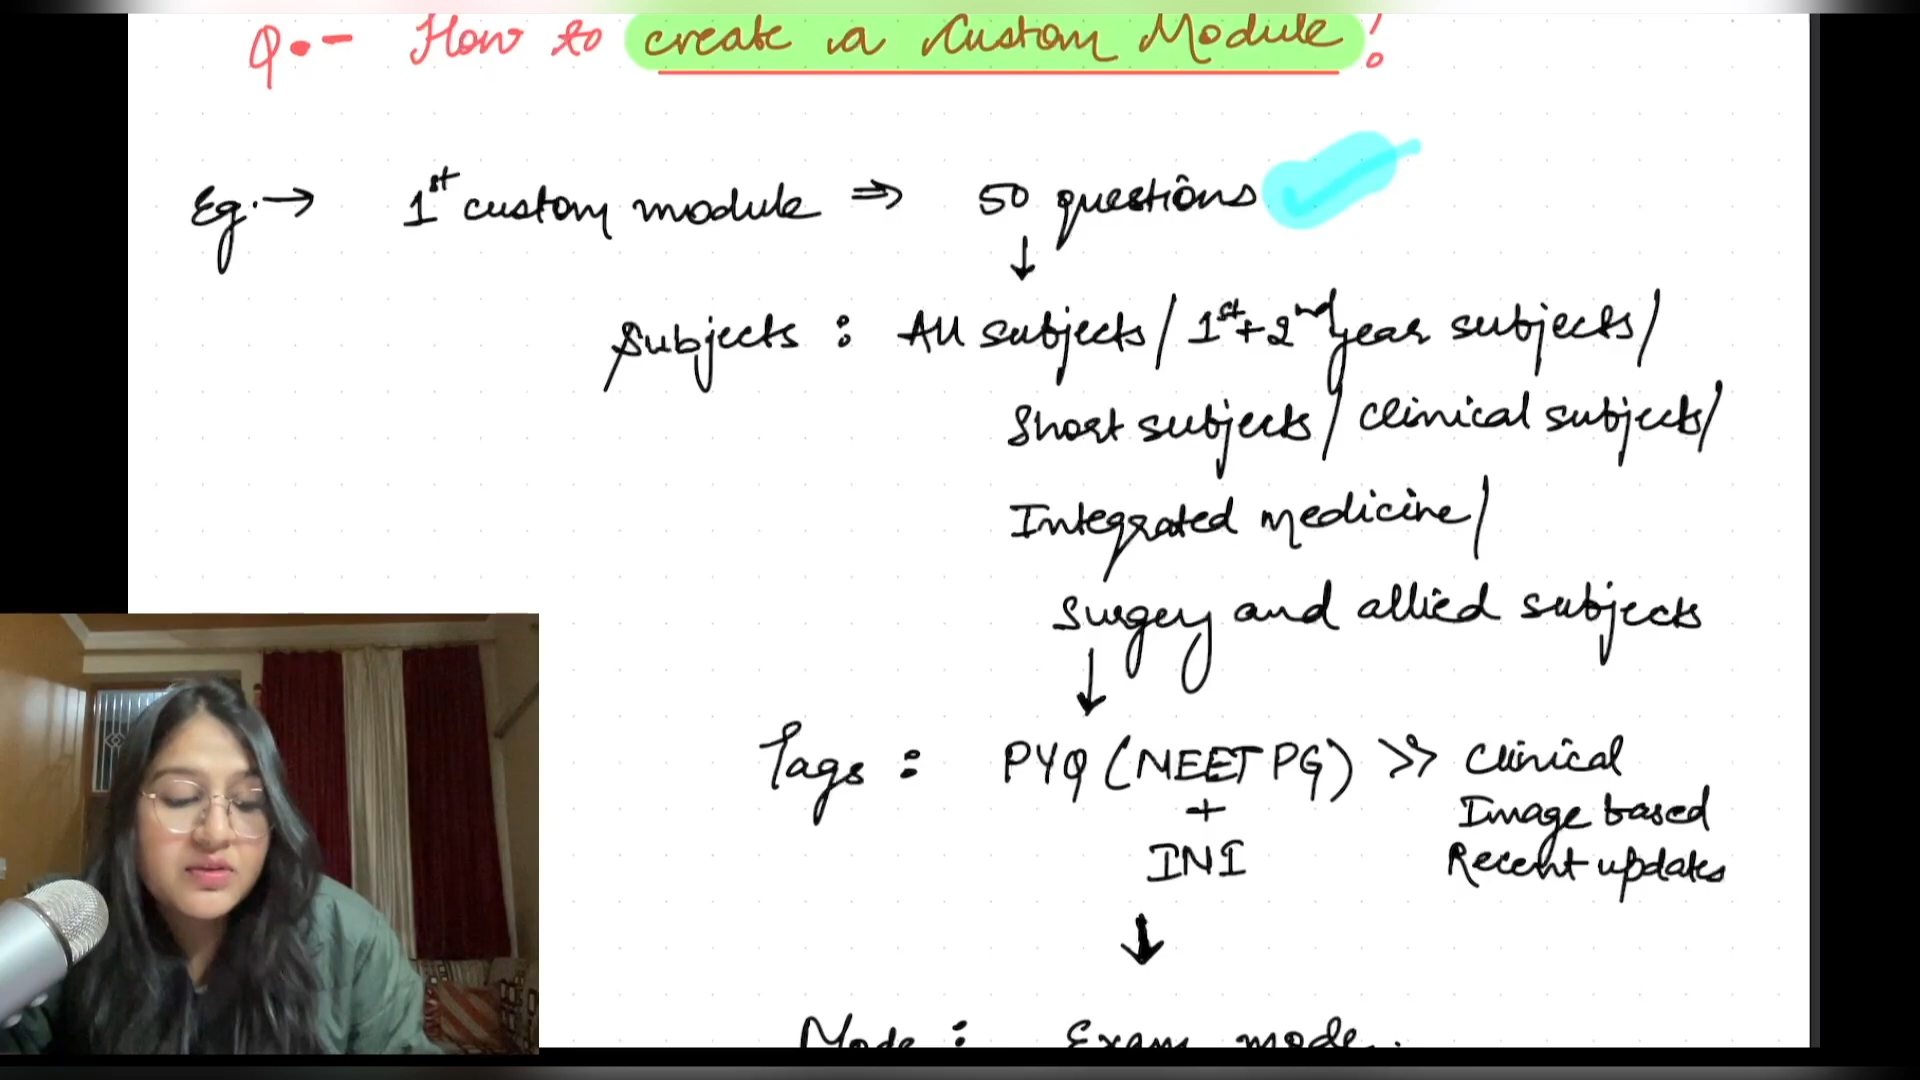 Q.- How to create a Custom Module!
Eg.→ 1st custom module ⇒ 50 questions
↓
Subjects : All subjects / 1st + 2nd year subjects /
Short subjects / clinical subjects /
Integrated medicine /
Surgery and allied subjects
↓
Tags : PYQ (NEET PG) >> Clinical
+ Image based
INI Recent updates
↓
Mode : Exam mode.